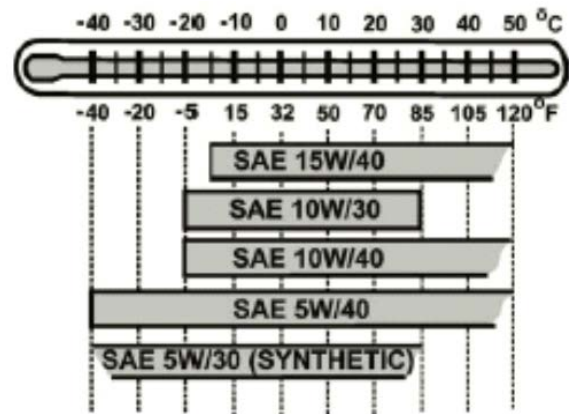 -40 -30 -20 -10 0 10 20 30 40 50 °C
-40 -20 -5 15 32 50 70 85 105 120°F
SAE 15W/40
SAE 10W/30
SAE 10W/40
SAE 5W/40
SAE 5W/30 (SYNTHETIC)